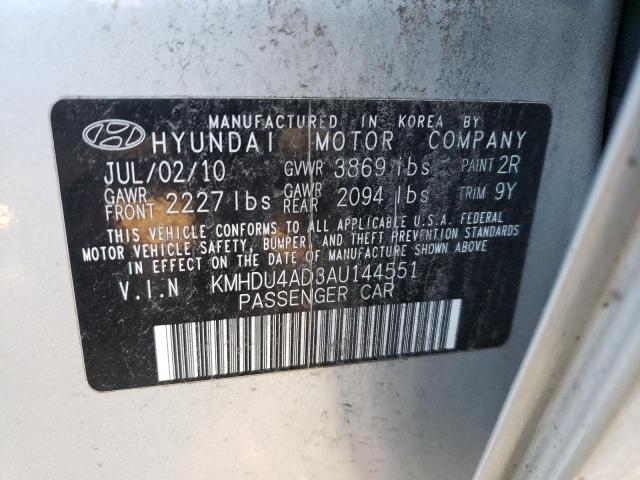 MANUFACTURED IN KOREA BY
HYUNDAI MOTOR COMPANY
JUL/02/10 GVWR 3869 lbs PAINT 2R
GAWR FRONT 2227 lbs GAWR REAR 2094 lbs TRIM 9Y
THIS VEHICLE CONFORMS TO ALL APPLICABLE U.S.A. FEDERAL
MOTOR VEHICLE SAFETY, BUMPER, AND THEFT PREVENTION STANDARDS
IN EFFECT ON THE DATE OF MANUFACTURE SHOWN ABOVE
V.I.N KMHDU4AD3AU144551
PASSENGER CAR